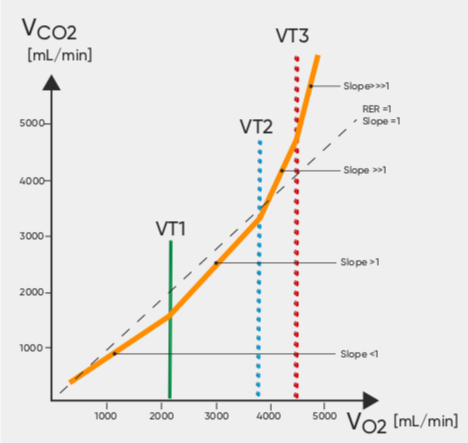 VCO2
[mL/min]
VT3
Slope>>>1
RER =1
Slope =1
5000
VT2
4000
Slope >>1
3000
VT1
Slope >1
2000
1000
Slope <1
1000 2000 3000 4000 5000
VO2 [mL/min]